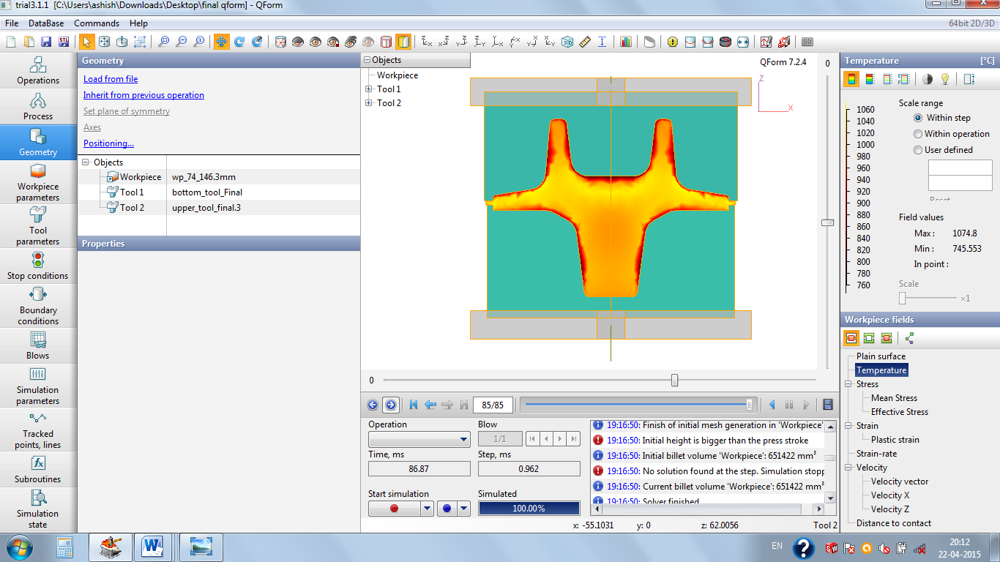 trial3.1.1 [C:\Users\ashish\Downloads\Desktop\final qform] - QForm
File DataBase Commands Help 64bit 2D/3D
STL
Operations
Process
Geometry
Workpiece
parameters
Tool
parameters
Stop conditions
Boundary
conditions
Blows
Simulation
parameters
Tracked
points, lines
Subroutines
Simulation
state
Geometry
Load from file
Inherit from previous operation
Set plane of symmetry
Axes
Positioning...
Objects
Workpiece wp_74_146.3mm
Tool 1 bottom_tool_Final
Tool 2 upper_tool_final.3
Properties
Objects
Workpiece
Tool 1
Tool 2
QForm 7.2.4
Z
X
0
0
85/85
Operation
Blow
1/1
Time, ms
Step, ms
86.87
0.962
Start simulation
Simulated
100.00%
19:16:50: Finish of initial mesh generation in 'Workpiece'
19:16:50: Initial height is bigger than the press stroke
19:16:50: Initial billet volume 'Workpiece': 651422 mm³
19:16:50: No solution found at the step. Simulation stopp
19:16:50: Current billet volume 'Workpiece': 651422 mm³
19:16:50: Solver finished
x: -55.1031 y: 0 z: 62.0056 Tool 2
Temperature [°C]
1060
1040
1020
1000
980
960
940
920
900
880
860
840
820
800
780
760
Scale range
Within step
Within operation
User defined
Reset
Field values
Max : 1074.8
Min : 745.553
In point :
Scale
×1
Workpiece fields
Plain surface
Temperature
Stress
Mean Stress
Effective Stress
Strain
Plastic strain
Strain-rate
Velocity
Velocity vector
Velocity X
Velocity Z
Distance to contact
EN
20:12
22-04-2015